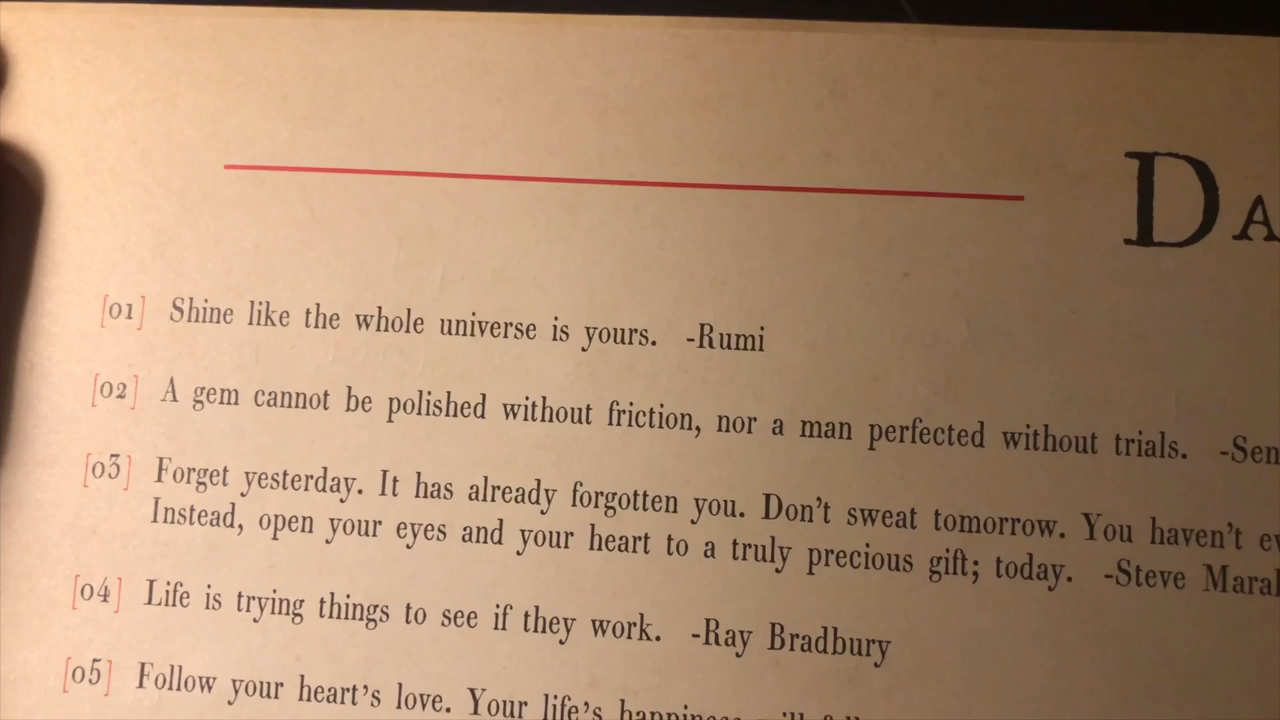 DA
[01] Shine like the whole universe is yours. -Rumi
[02] A gem cannot be polished without friction, nor a man perfected without trials. -Sen
[03] Forget yesterday. It has already forgotten you. Don't sweat tomorrow. You haven't
Instead, open your eyes and your heart to a truly precious gift; today. -Steve Maral
[04] Life is trying things to see if they work. -Ray Bradbury
[05] Follow your heart's love. Your life's happiness